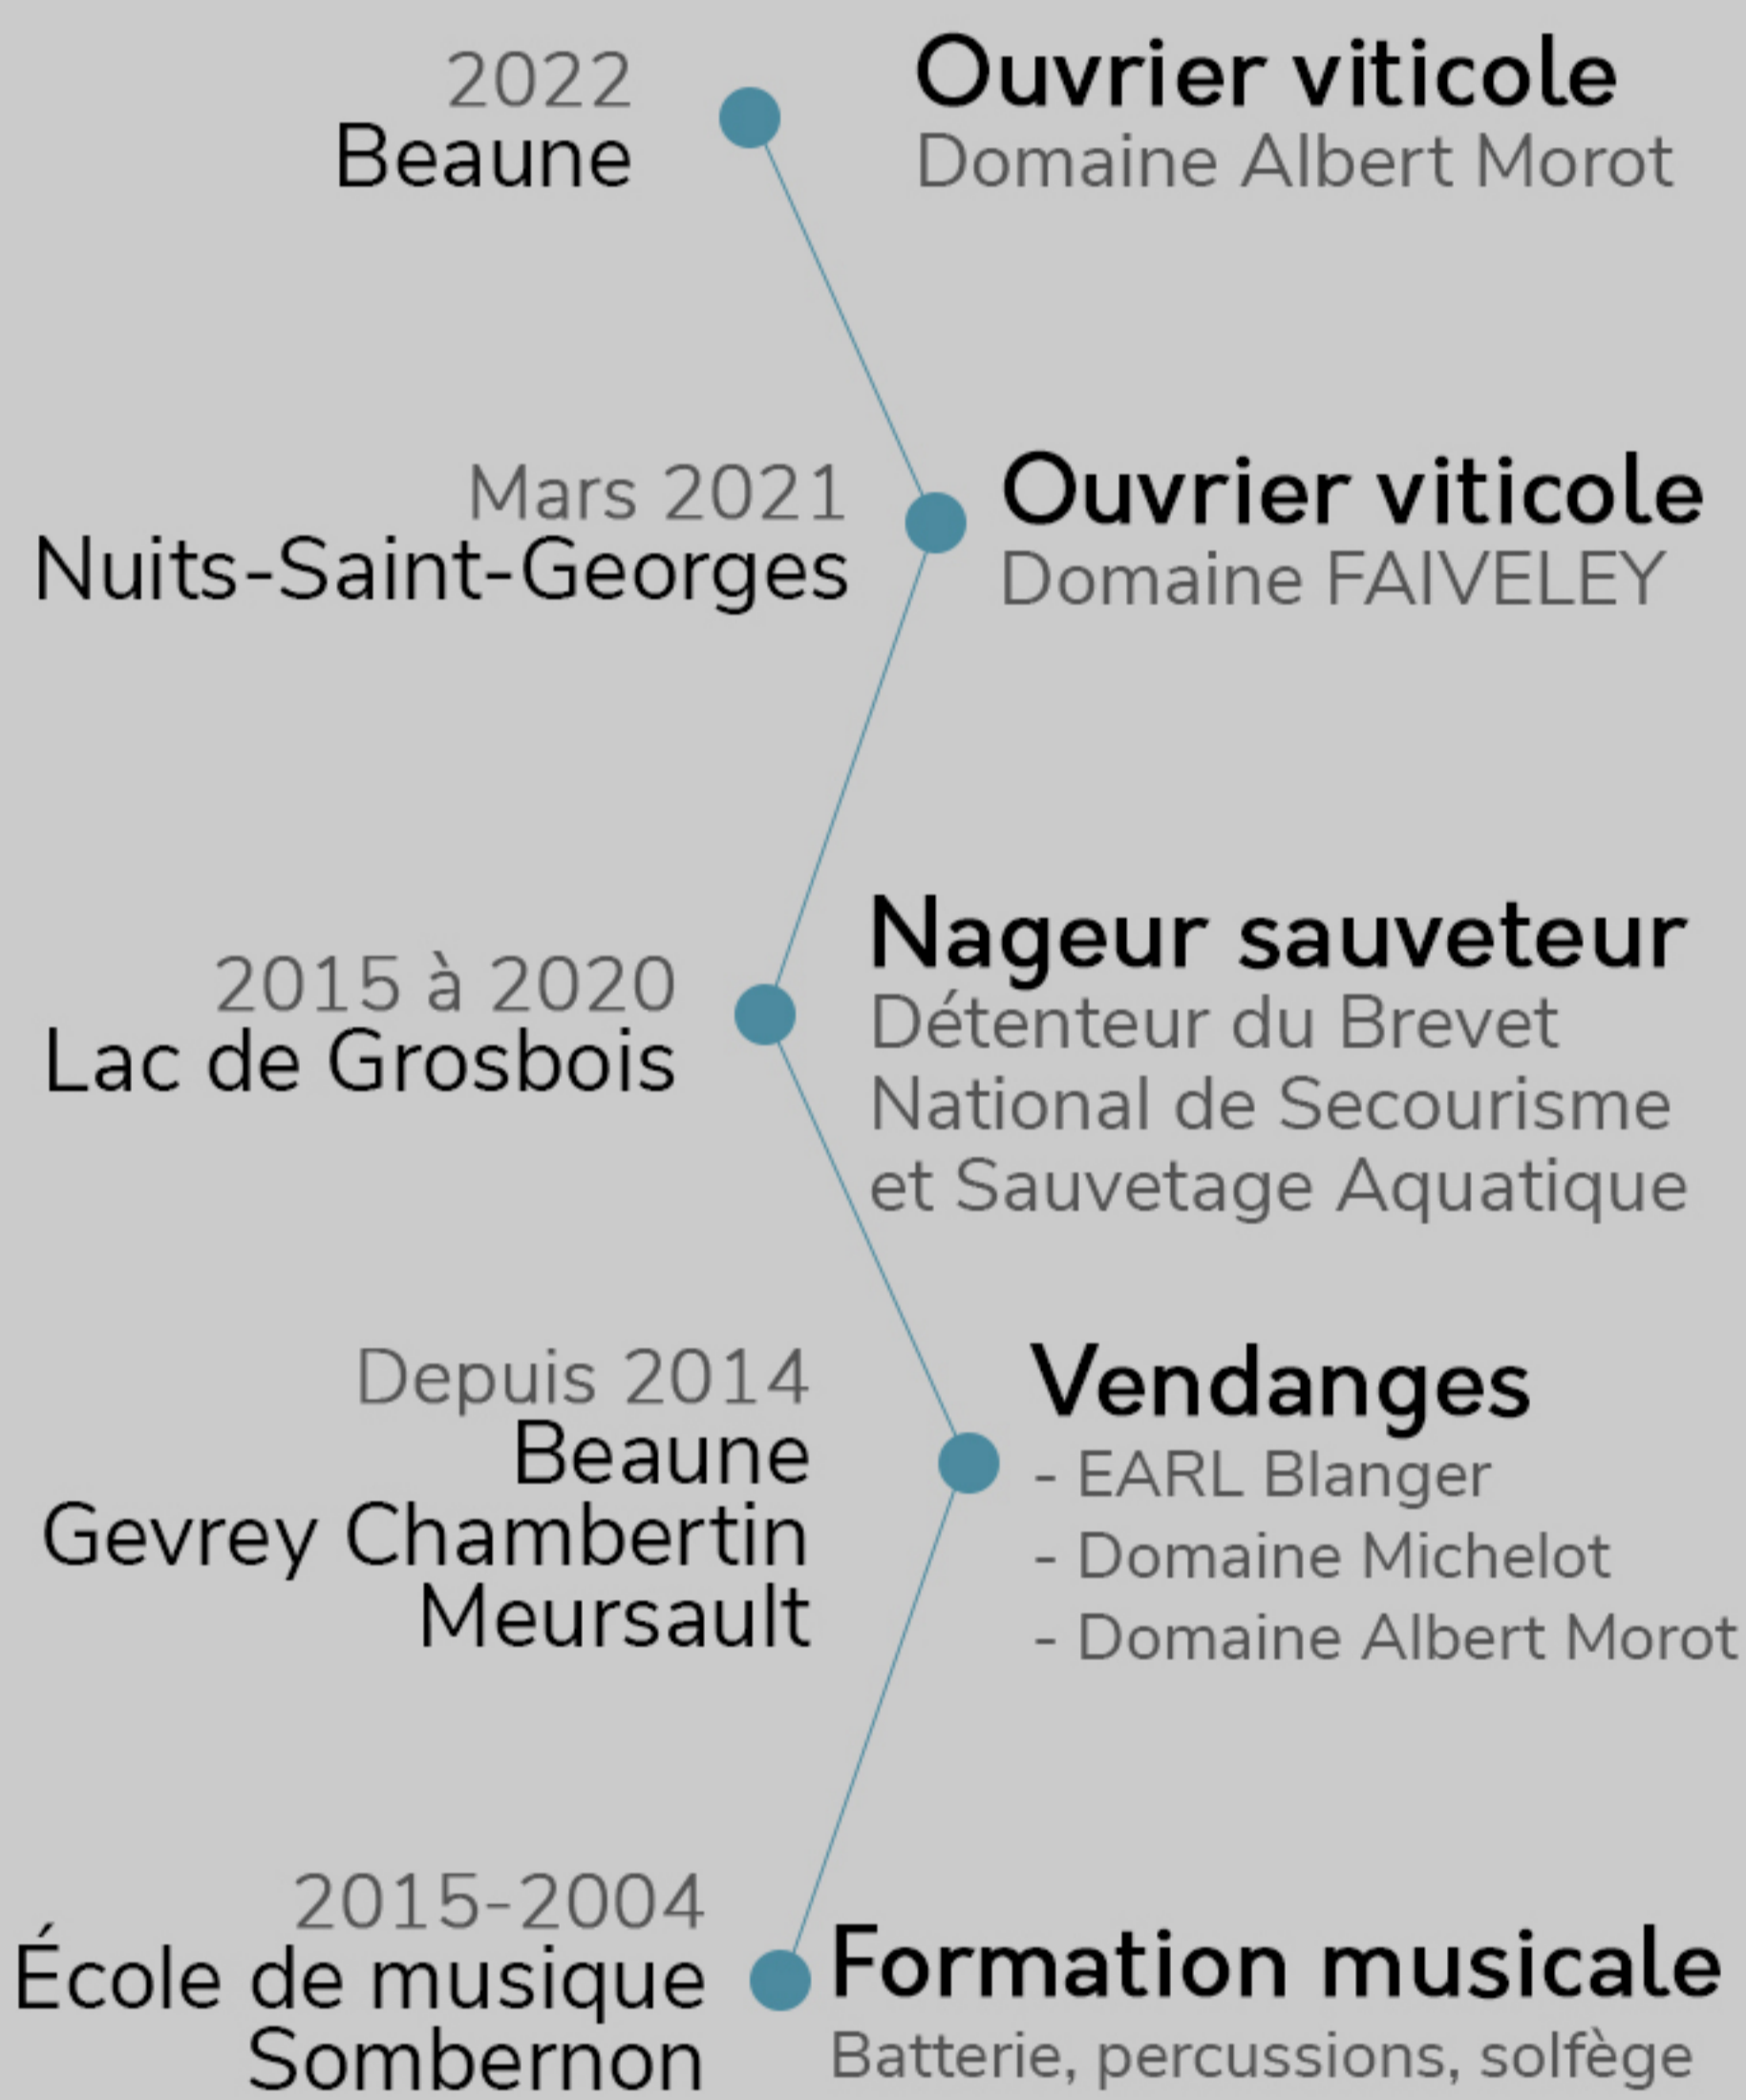 2022
Beaune
Ouvrier viticole
Domaine Albert Morot
Mars 2021
Nuits-Saint-Georges
Ouvrier viticole
Domaine FAIVELEY
2015 à 2020
Lac de Grosbois
Nageur sauveteur
Détenteur du Brevet
National de Secourisme
et Sauvetage Aquatique
Depuis 2014
Beaune
Gevrey Chambertin
Meursault
Vendanges
- EARL Blanger
- Domaine Michelot
- Domaine Albert Morot
2015-2004
École de musique
Sombernon
Formation musicale
Batterie, percussions, solfège